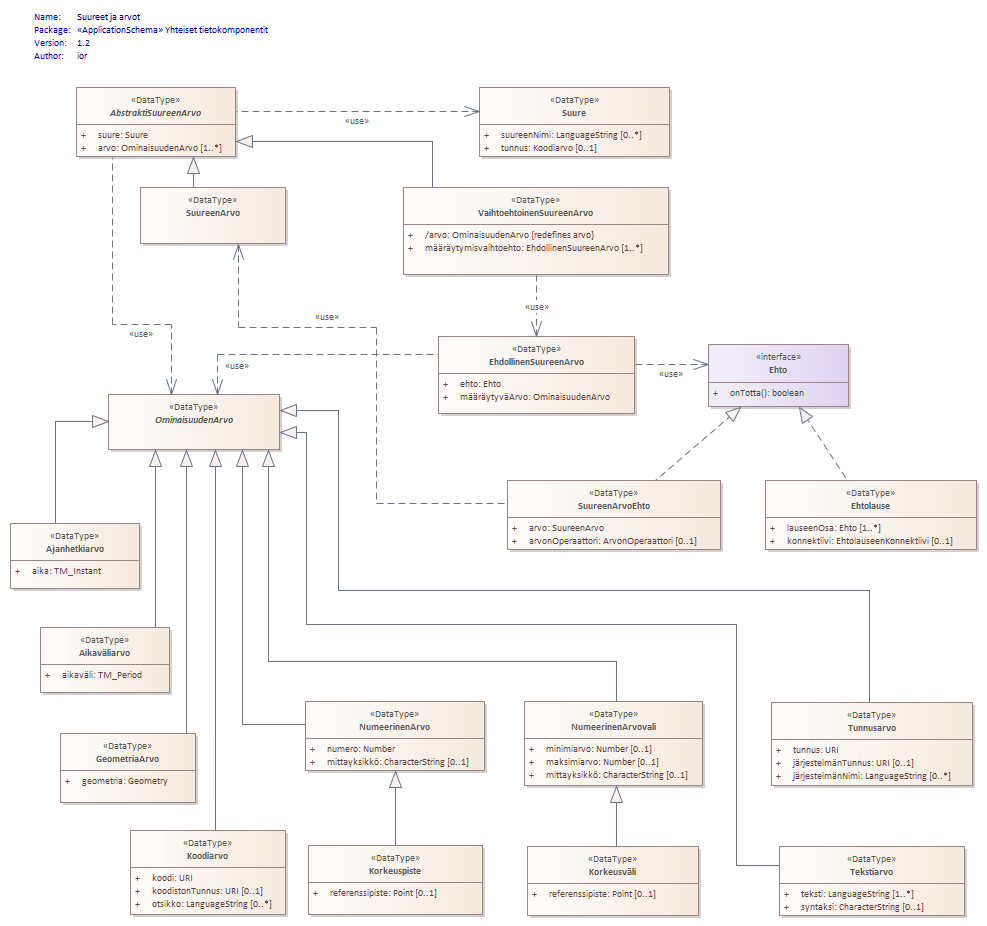 Name: Suureet ja arvot
Package: «ApplicationSchema» Yhteiset tietokomponentit
Version: 1.2
Author: ior
«DataType»
AbstraktiSuureenArvo
+ suure: Suure
+ arvo: OminaisuudenArvo [1..*]
«use»
«DataType»
Suure
+ suureenNimi: LanguageString [0..*]
+ tunnus: Koodiarvo [0..1]
«DataType»
SuureenArvo
«DataType»
VaihtoehtoinenSuureenArvo
+ /arvo: OminaisuudenArvo {redefines arvo}
+ määräytymisvaihtoehto: EhdollinenSuureenArvo [1..*]
«use»
«use»
«use»
«use»
«DataType»
EhdollinenSuureenArvo
+ ehto: Ehto
+ määräytyväArvo: OminaisuudenArvo
«use»
«interface»
Ehto
+ onTotta(): boolean
«DataType»
OminaisuudenArvo
«DataType»
SuureenArvoEhto
+ arvo: SuureenArvo
+ arvonOperaattori: ArvonOperaattori [0..1]
«DataType»
Ehtolause
+ lauseenOsa: Ehto [1..*]
+ konnektiivi: EhtolauseenKonnektiivi [0..1]
«DataType»
Ajanhetkiarvo
+ aika: TM_Instant
«DataType»
Aikaväliarvo
+ aikaväli: TM_Period
«DataType»
GeometriaArvo
+ geometria: Geometry
«DataType»
NumeerinenArvo
+ numero: Number
+ mittayksikkö: CharacterString [0..1]
«DataType»
NumeerinenArvovali
+ minimiarvo: Number [0..1]
+ maksimiarvo: Number [0..1]
+ mittayksikkö: CharacterString [0..1]
«DataType»
Tunnusarvo
+ tunnus: URI
+ järjestelmänTunnus: URI [0..1]
+ järjestelmänNimi: LanguageString [0..*]
«DataType»
Koodiarvo
+ koodi: URI
+ koodistonTunnus: URI [0..1]
+ otsikko: LanguageString [0..*]
«DataType»
Korkeuspiste
+ referenssipiste: Point [0..1]
«DataType»
Korkeusväli
+ referenssipiste: Point [0..1]
«DataType»
Tekstiarvo
+ teksti: LanguageString [1..*]
+ syntaksi: CharacterString [0..1]